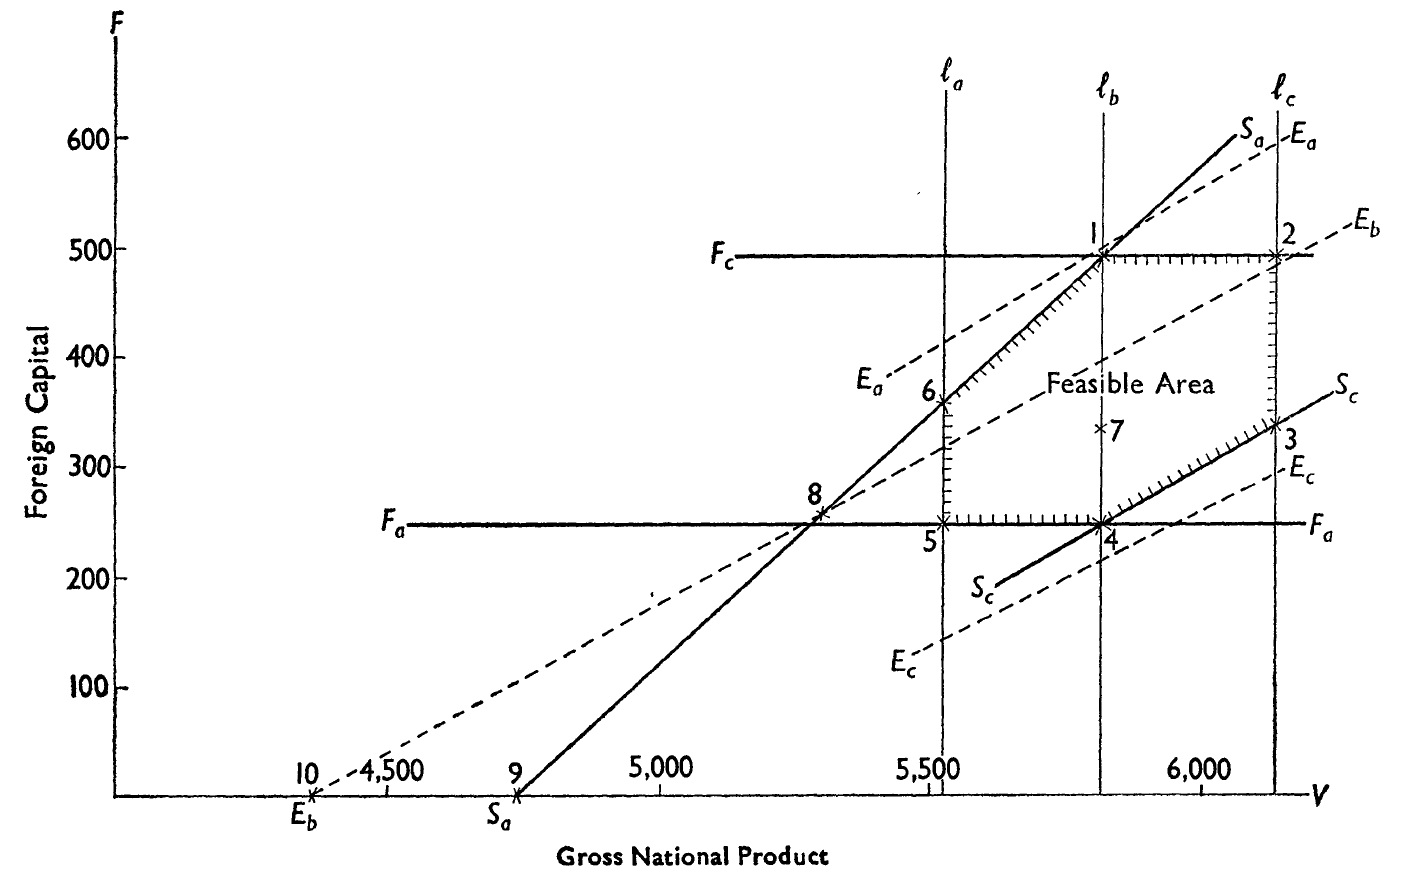 F
ℓa
ℓb
ℓc
600
Sa
Ea
Eb
500
Fc
1
2
400
Ea
6
Feasible Area
Sc
7
3
300
Ec
8
Fa
5
4
Fa
200
Sc
Ec
100
10
4,500
9
5,000
5,500
6,000
V
Eb
Sa
Foreign Capital
Gross National Product